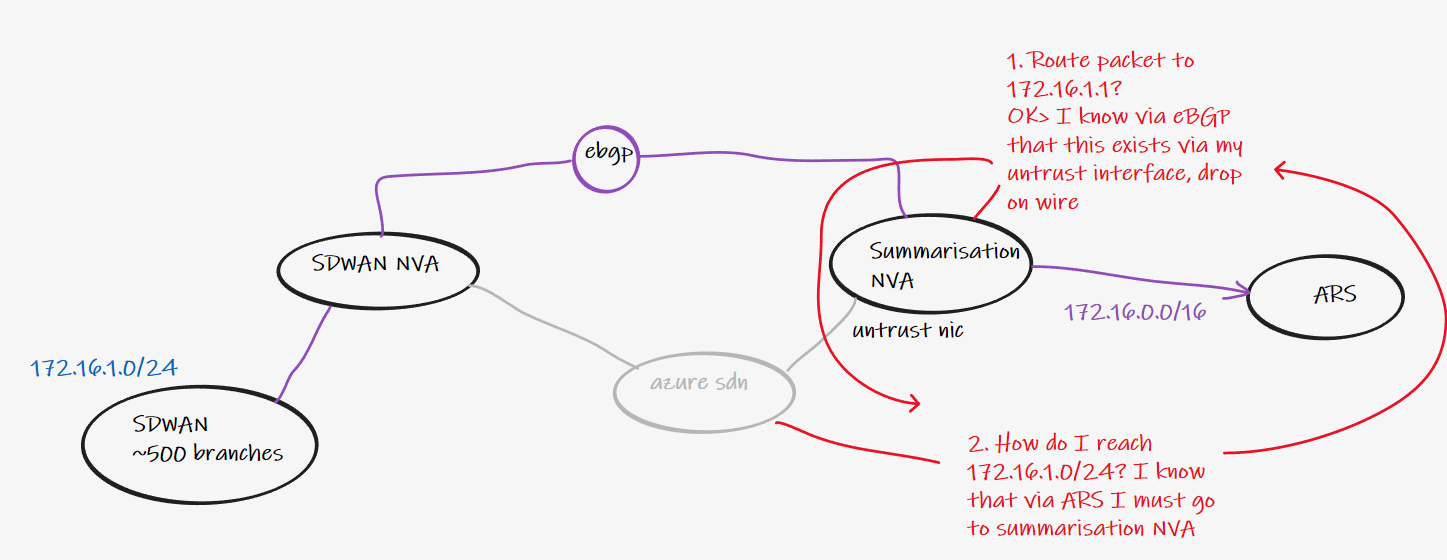 1. Route packet to
172.16.1.1?
OK> I know via eBGP
that this exists via my
untrust interface, drop
on wire
ebgp
SDWAN NVA
Summarisation
NVA
ARS
172.16.0.0/16
untrust nic
172.16.1.0/24
azure sdn
SDWAN
~500 branches
2. How do I reach
172.16.1.0/24? I know
that via ARS I must go
to summarisation NVA